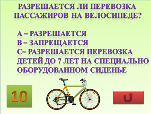 РАЗРЕШАЕТСЯ ЛИ ПЕРЕВОЗКА
ПАССАЖИРОВ НА ВЕЛОСИПЕДЕ?
А – РАЗРЕШАЕТСЯ
В – ЗАПРЕЩАЕТСЯ
С– РАЗРЕШАЕТСЯ ПЕРЕВОЗКА
ДЕТЕЙ ДО 7 ЛЕТ НА СПЕЦИАЛЬНО
ОБОРУДОВАННОМ СИДЕНЬЕ
10